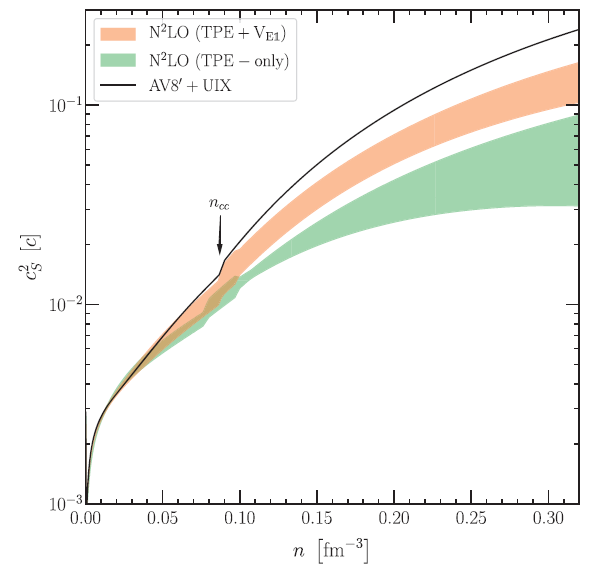 N²LO (TPE + V_E1)
N²LO (TPE − only)
AV8′ + UIX
n_cc
c_S² [c]
10⁻¹
10⁻²
10⁻³
0.00 0.05 0.10 0.15 0.20 0.25 0.30
n [fm⁻³]